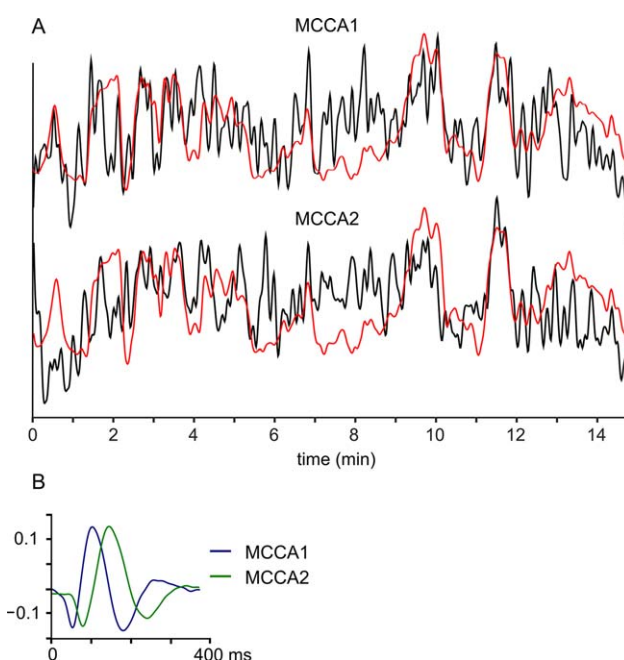 A
MCCA1
MCCA2
0 2 4 6 8 10 12 14
time (min)
B
0.1
−0.1
MCCA1
MCCA2
0 400 ms